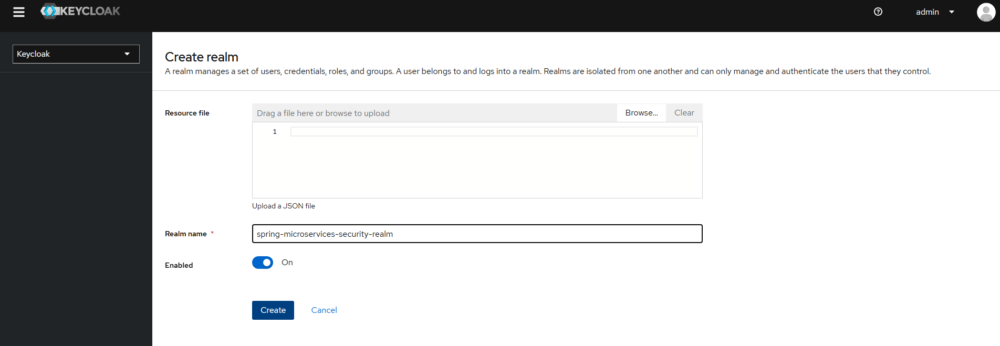 KEYCLOAK
admin
Keycloak
Create realm
A realm manages a set of users, credentials, roles, and groups. A user belongs to and logs into a realm. Realms are isolated from one another and can only manage and authenticate the users that they control.
Resource file
Drag a file here or browse to upload
Browse...
Clear
1
Upload a JSON file
Realm name *
spring-microservices-security-realm
Enabled
On
Create
Cancel